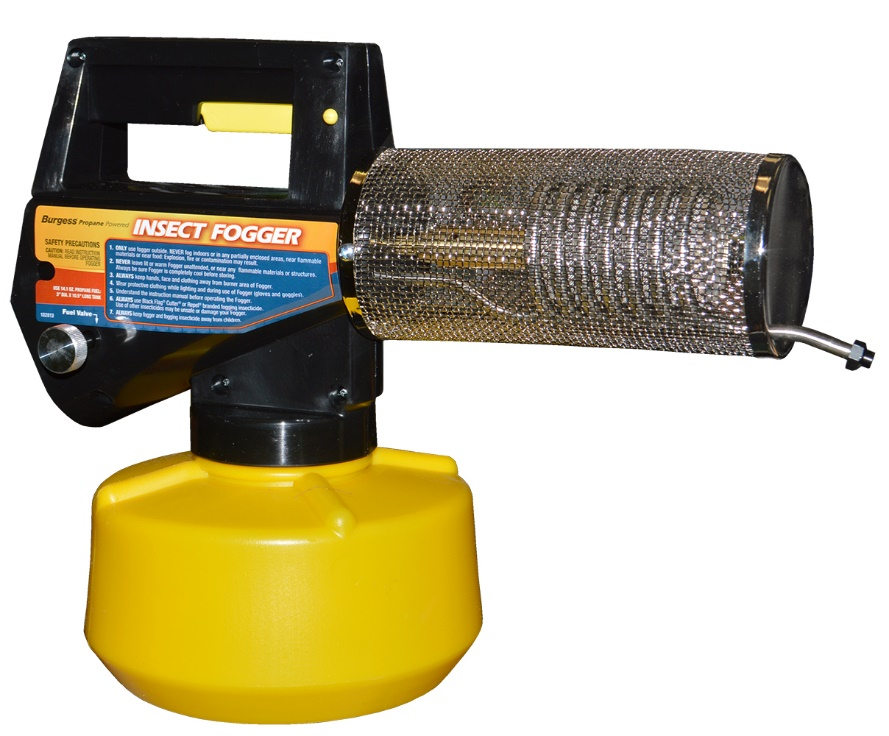 Burgess Propane Powered
INSECT FOGGER
SAFETY PRECAUTIONS
CAUTION: READ INSTRUCTION
MANUAL BEFORE OPERATING
FOGGER
1. ONLY use fogger outside. NEVER fog indoors or in any partially enclosed areas, near flammable
materials or near food: Explosion, fire or contamination may result.
2. NEVER leave lit or warm Fogger unattended, or near any flammable materials or structures.
Always be sure Fogger is completely cool before storing.
3. ALWAYS keep hands, face and clothing away from burner area of Fogger.
4. Wear protective clothing while lighting and during use of Fogger (gloves and goggles).
5. Understand the instruction manual before operating the Fogger.
6. ALWAYS use Black Flag® Cutter® or Repel® branded fogging insecticide.
Use of other insecticides may be unsafe or damage your fogger.
7. ALWAYS keep fogger and fogging insecticide away from children.
USE 14.1 OZ. PROPANE FUEL:
3" DIA. X 10.5" LONG TANK
Fuel Valve